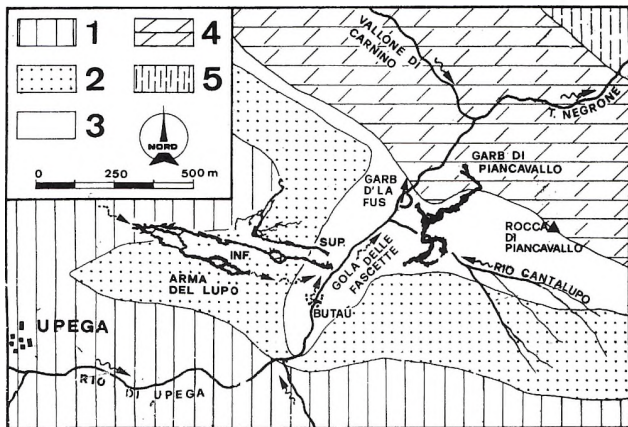 1
2
3
4
5
NORD
0 250 500 m
VALLONE DI
CARNINO
T. NEGRONE
GARB DI
PIANCAVALLO
GARB
D'LA
FUS
ROCCA
DI
PIANCAVALLO
SUP.
INF.
GOLA DELLE
FASCETTE
RIO CANTALUPO
ARMA
DEL LUPO
BUTAÚ
UPEGA
RIO DI UPEGA